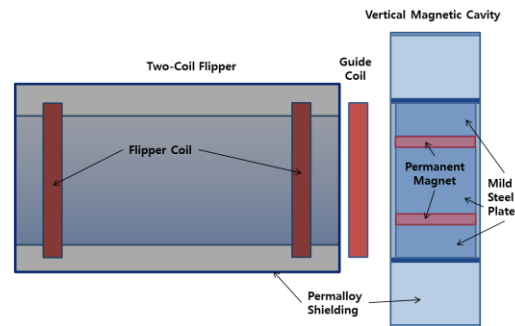 Vertical Magnetic Cavity
Two-Coil Flipper
Guide
Coil
Flipper Coil
Permanent
Magnet
Mild
Steel
Plate
Permalloy
Shielding